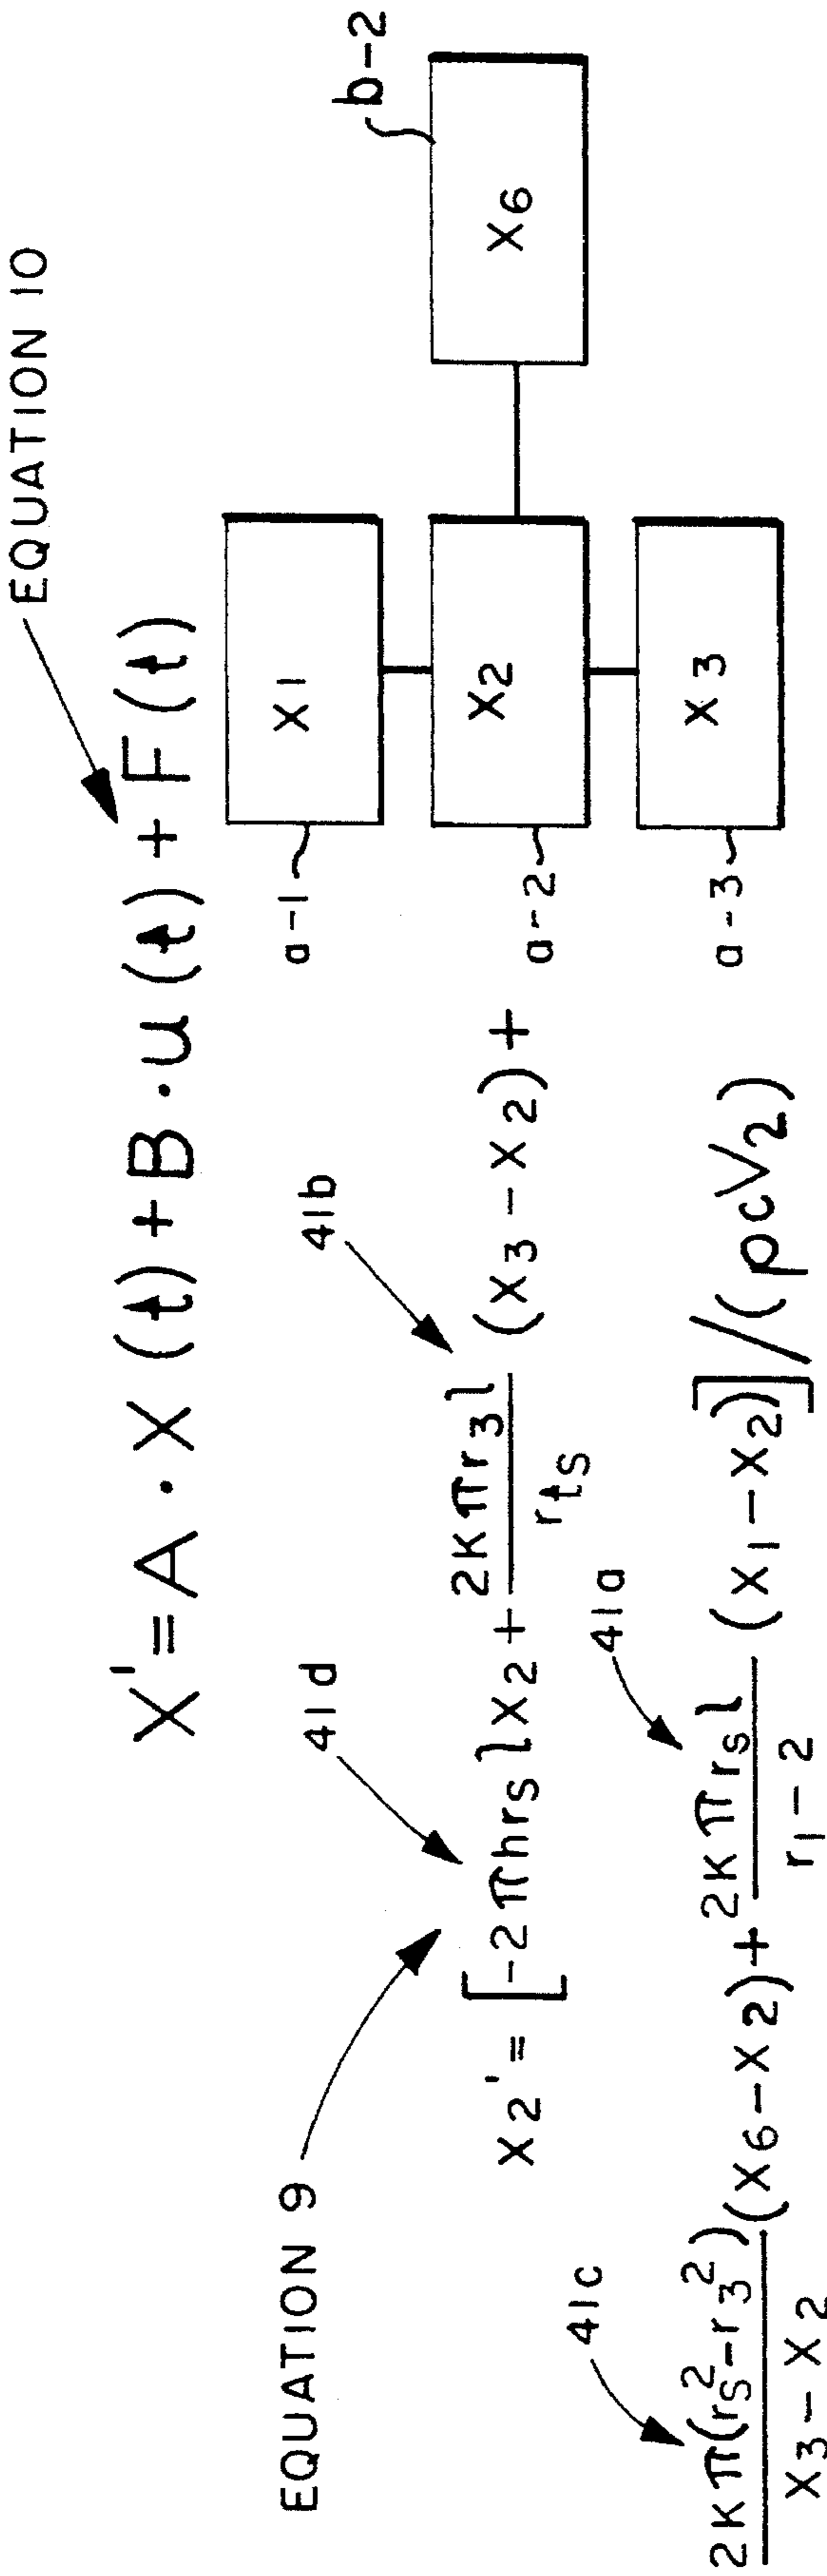 EQUATION 10
X' = A · X (t) + B · u (t) + F (t)
EQUATION 9
41d
41b
X2' = [-2πhrsl X2 + 2Kπr3l / rts (X3 - X2) +
41c
41a
2Kπ(rs² - r3²) / X3 - X2 (X6 - X2) + 2Kπrsl / r1-2 (X1 - X2)] / (ρcV2)
a-1
X1
a-2
X2
a-3
X3
X6
b-2